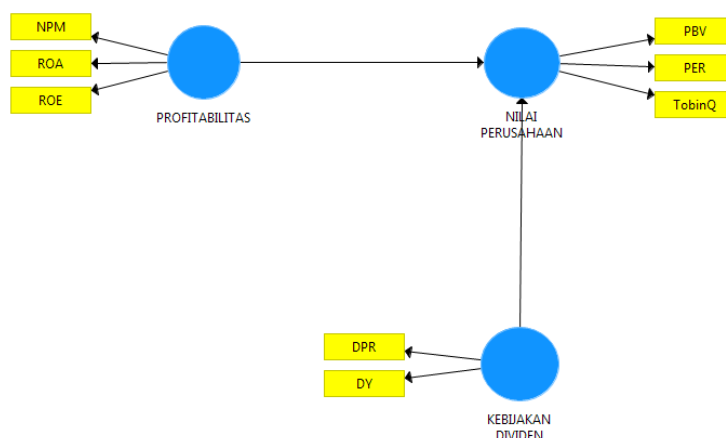 NPM
ROA
ROE
PROFITABILITAS
NILAI
PERUSAHAAN
PBV
PER
TobinQ
DPR
DY
KEBIJAKAN
DIVIDEN